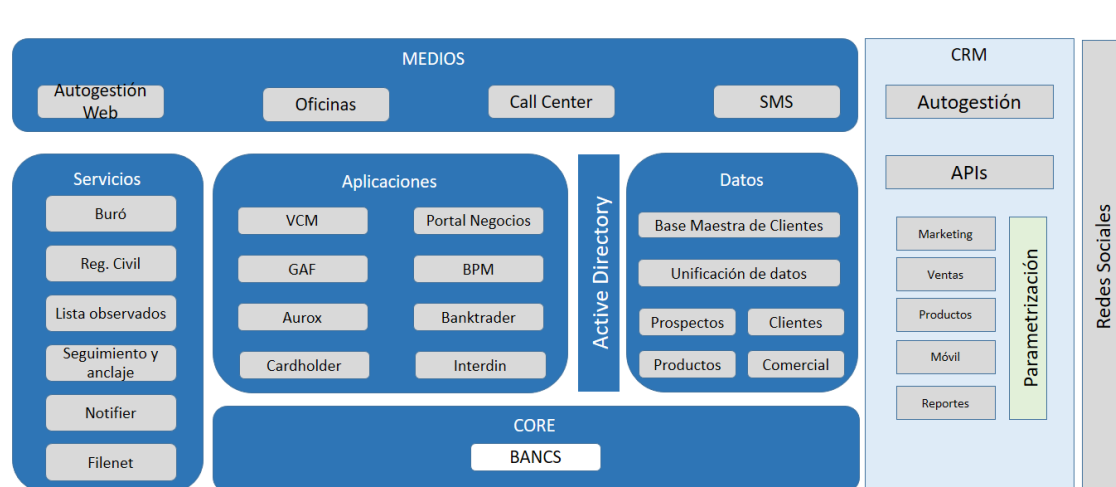 MEDIOS
Autogestión
Web
Oficinas
Call Center
SMS
Servicios
Buró
Reg. Civil
Lista observados
Seguimiento y
anclaje
Notifier
Filenet
Aplicaciones
VCM
Portal Negocios
GAF
BPM
Aurox
Banktrader
Cardholder
Interdin
Active Directory
Datos
Base Maestra de Clientes
Unificación de datos
Prospectos
Clientes
Productos
Comercial
CORE
BANCS
CRM
Autogestión
APIs
Marketing
Ventas
Productos
Móvil
Reportes
Parametrización
Redes Sociales